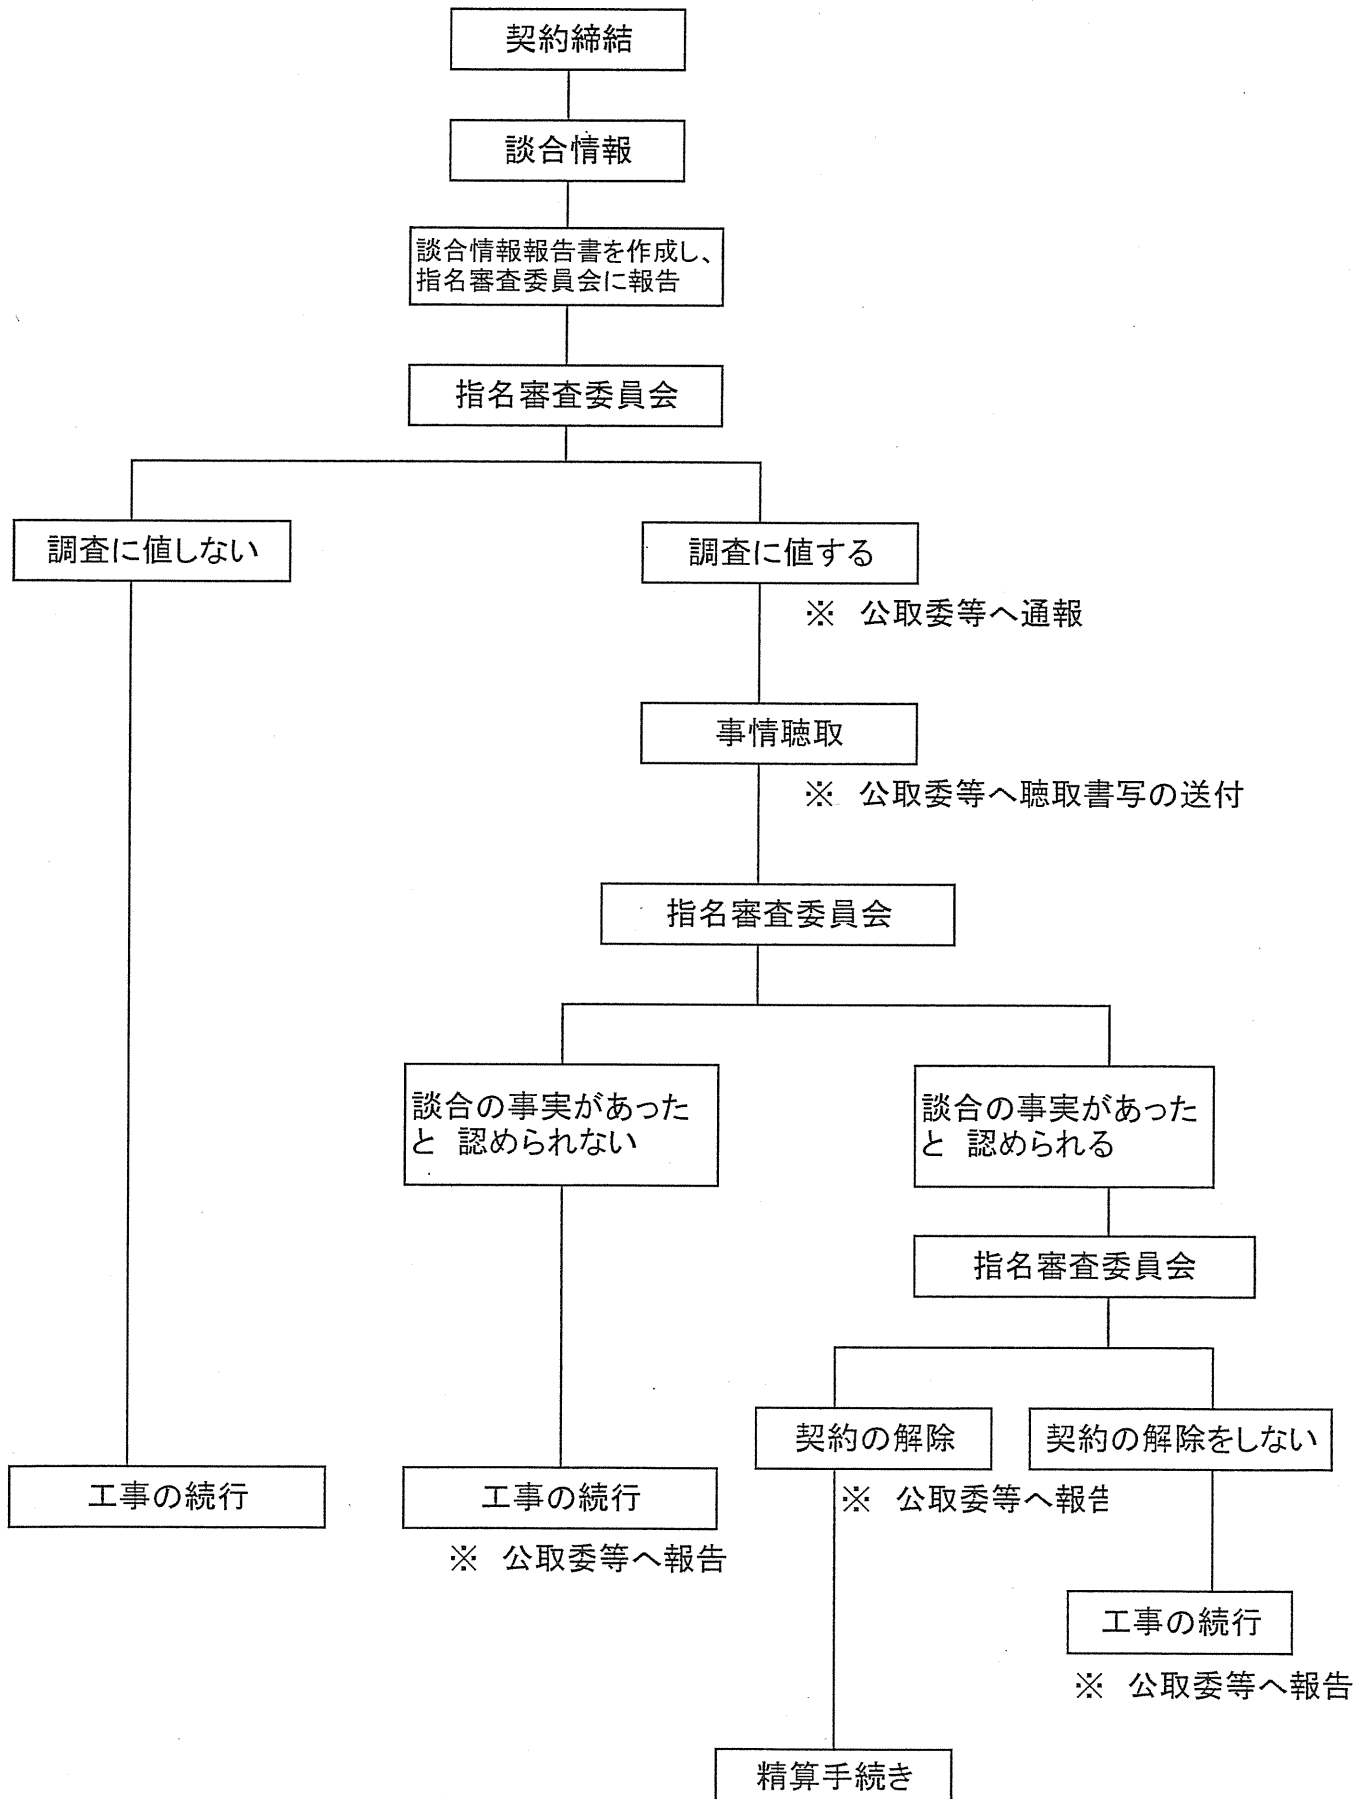 契約締結
談合情報
談合情報報告書を作成し、
指名審査委員会に報告
指名審査委員会
調査に値しない
調査に値する
※ 公取委等へ通報
事情聴取
※ 公取委等へ聴取書写の送付
指名審査委員会
談合の事実があった
と 認められない
談合の事実があった
と 認められる
指名審査委員会
契約の解除
契約の解除をしない
※ 公取委等へ報告
工事の続行
工事の続行
※ 公取委等へ報告
工事の続行
※ 公取委等へ報告
精算手続き